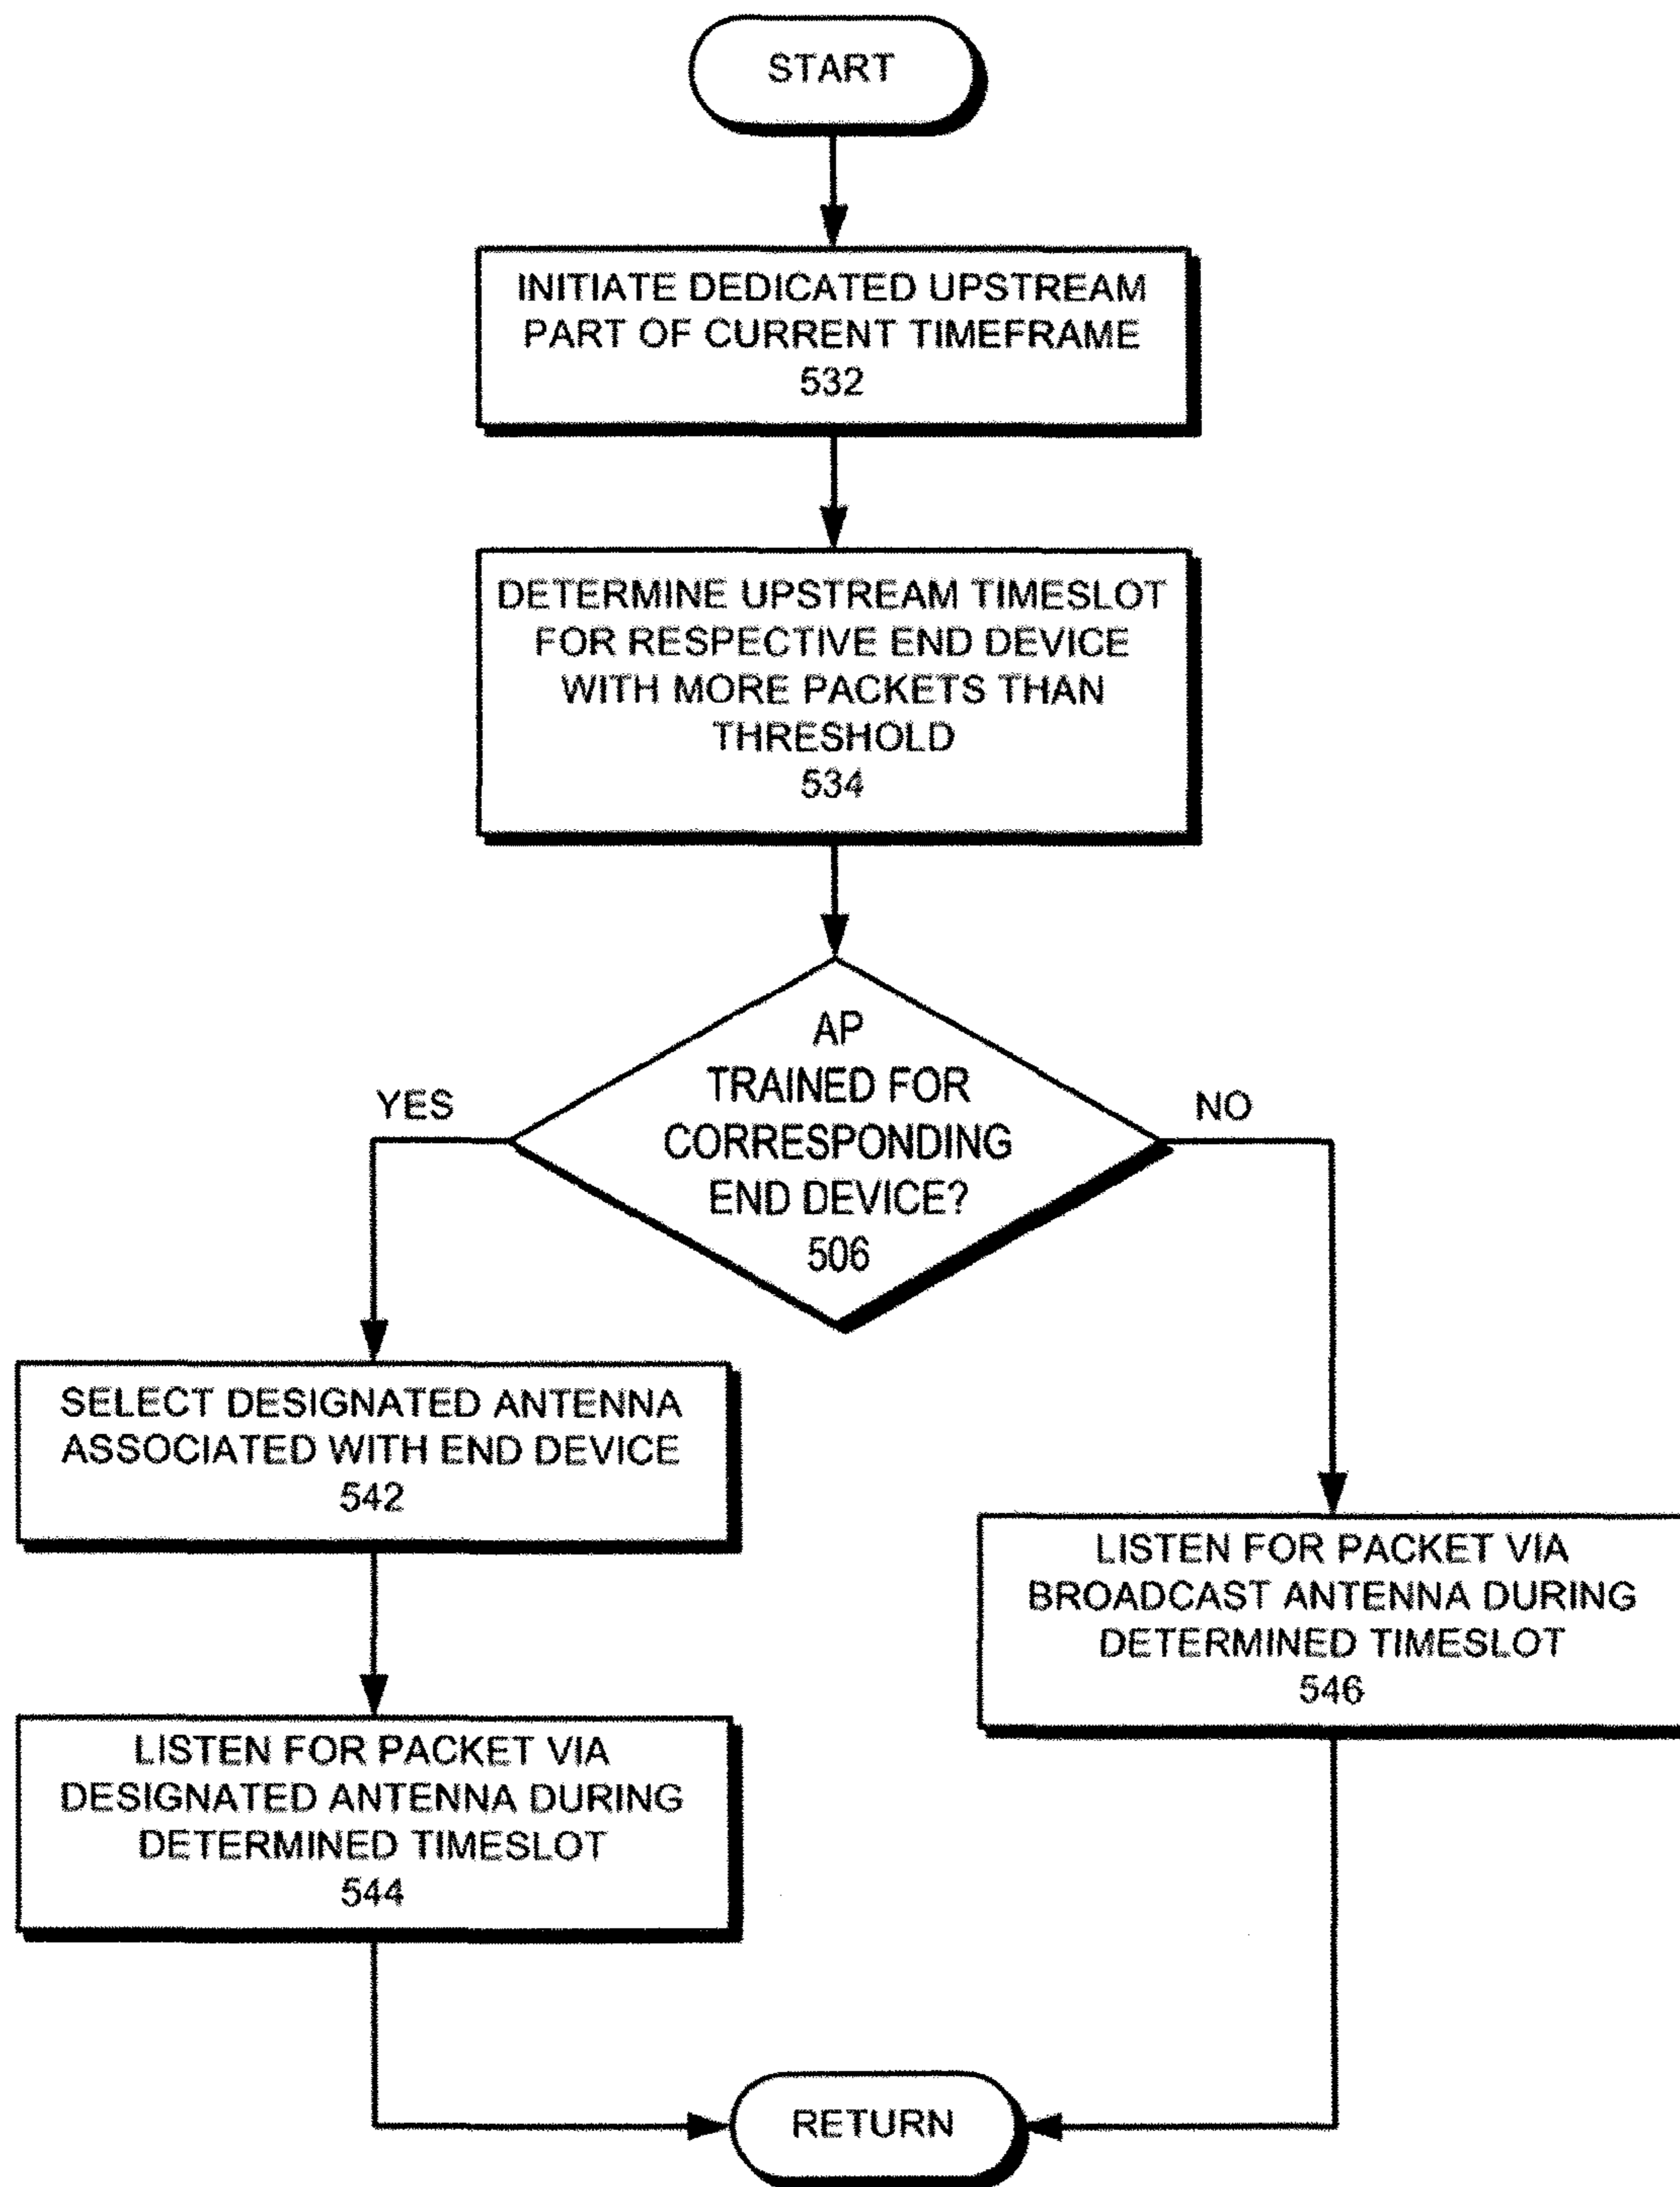 START
INITIATE DEDICATED UPSTREAM
PART OF CURRENT TIMEFRAME
532
DETERMINE UPSTREAM TIMESLOT
FOR RESPECTIVE END DEVICE
WITH MORE PACKETS THAN
THRESHOLD
534
AP
TRAINED FOR
CORRESPONDING
END DEVICE?
506
YES
NO
SELECT DESIGNATED ANTENNA
ASSOCIATED WITH END DEVICE
542
LISTEN FOR PACKET VIA
DESIGNATED ANTENNA DURING
DETERMINED TIMESLOT
544
LISTEN FOR PACKET VIA
BROADCAST ANTENNA DURING
DETERMINED TIMESLOT
546
RETURN